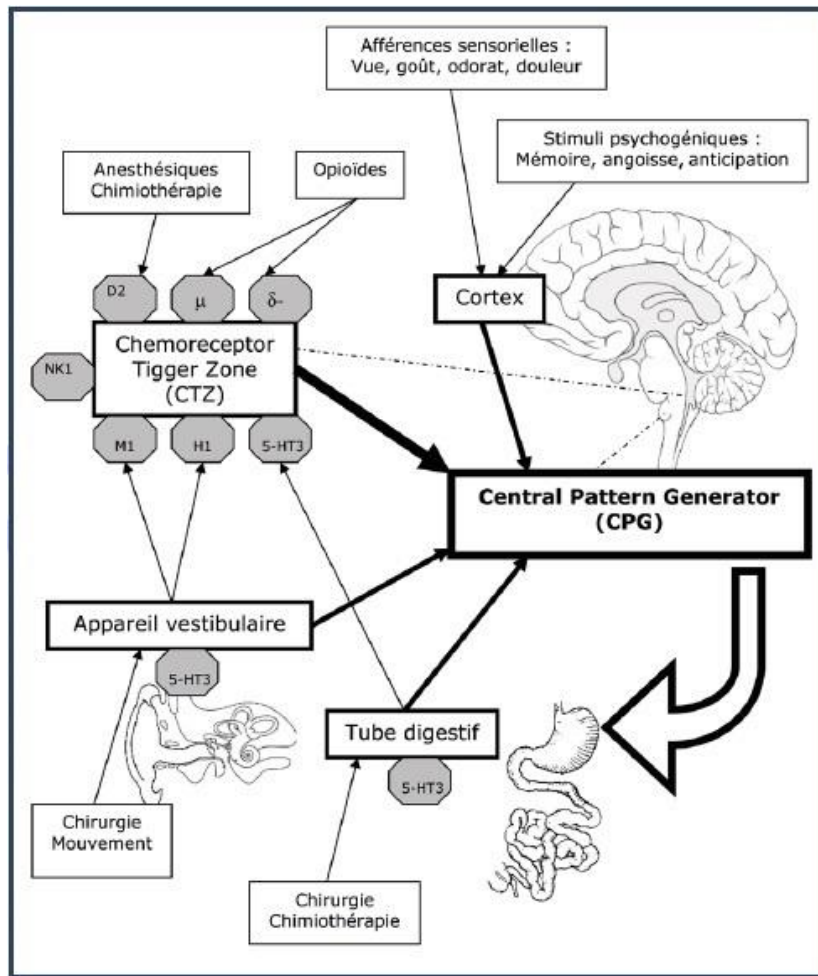 Afférences sensorielles :
Vue, goût, odorat, douleur
Stimuli psychogéniques :
Mémoire, angoisse, anticipation
Anesthésiques
Chimiothérapie
Opioïdes
D2
μ
δ-
Cortex
Chemoreceptor
Tigger Zone
(CTZ)
NK1
M1
H1
5-HT3
Central Pattern Generator
(CPG)
Appareil vestibulaire
5-HT3
Tube digestif
5-HT3
Chirurgie
Mouvement
Chirurgie
Chimiothérapie